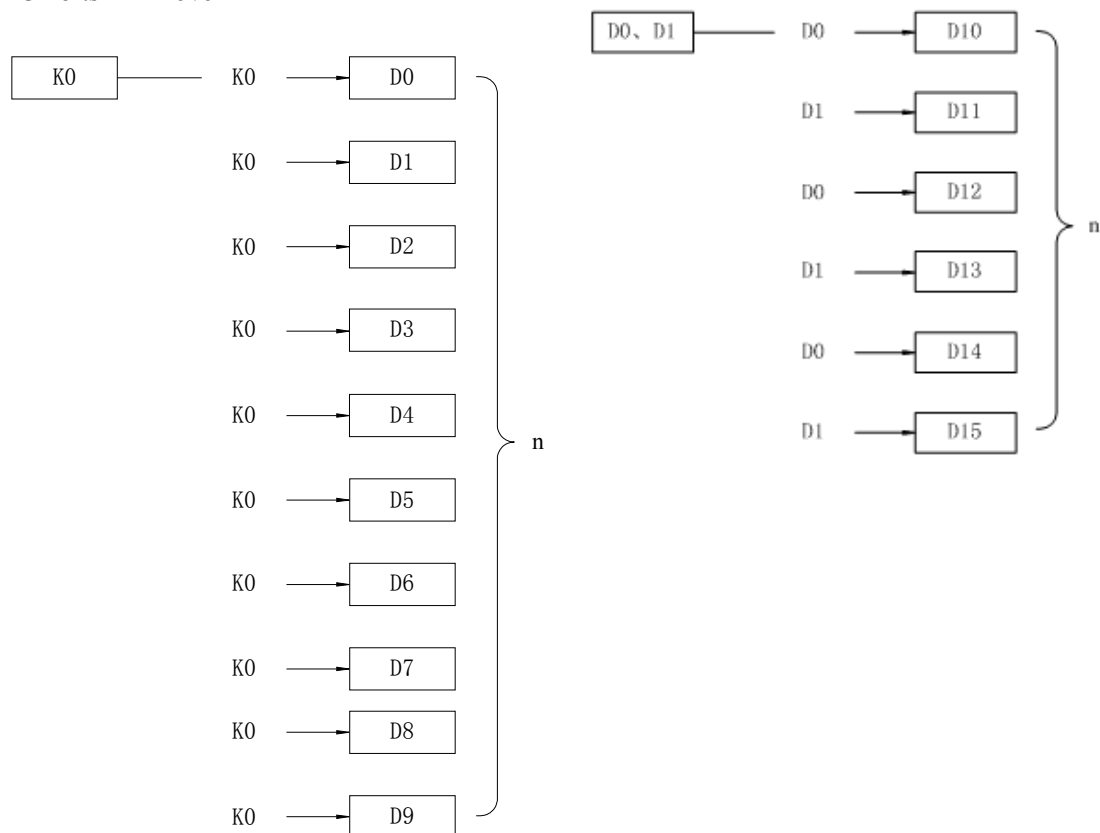 K0 K0 D0
K0 D1
K0 D2
K0 D3
K0 D4
K0 D5
K0 D6
K0 D7
K0 D8
K0 D9
n
D0、D1 D0 D10
D1 D11
D0 D12
D1 D13
D0 D14
D1 D15
n